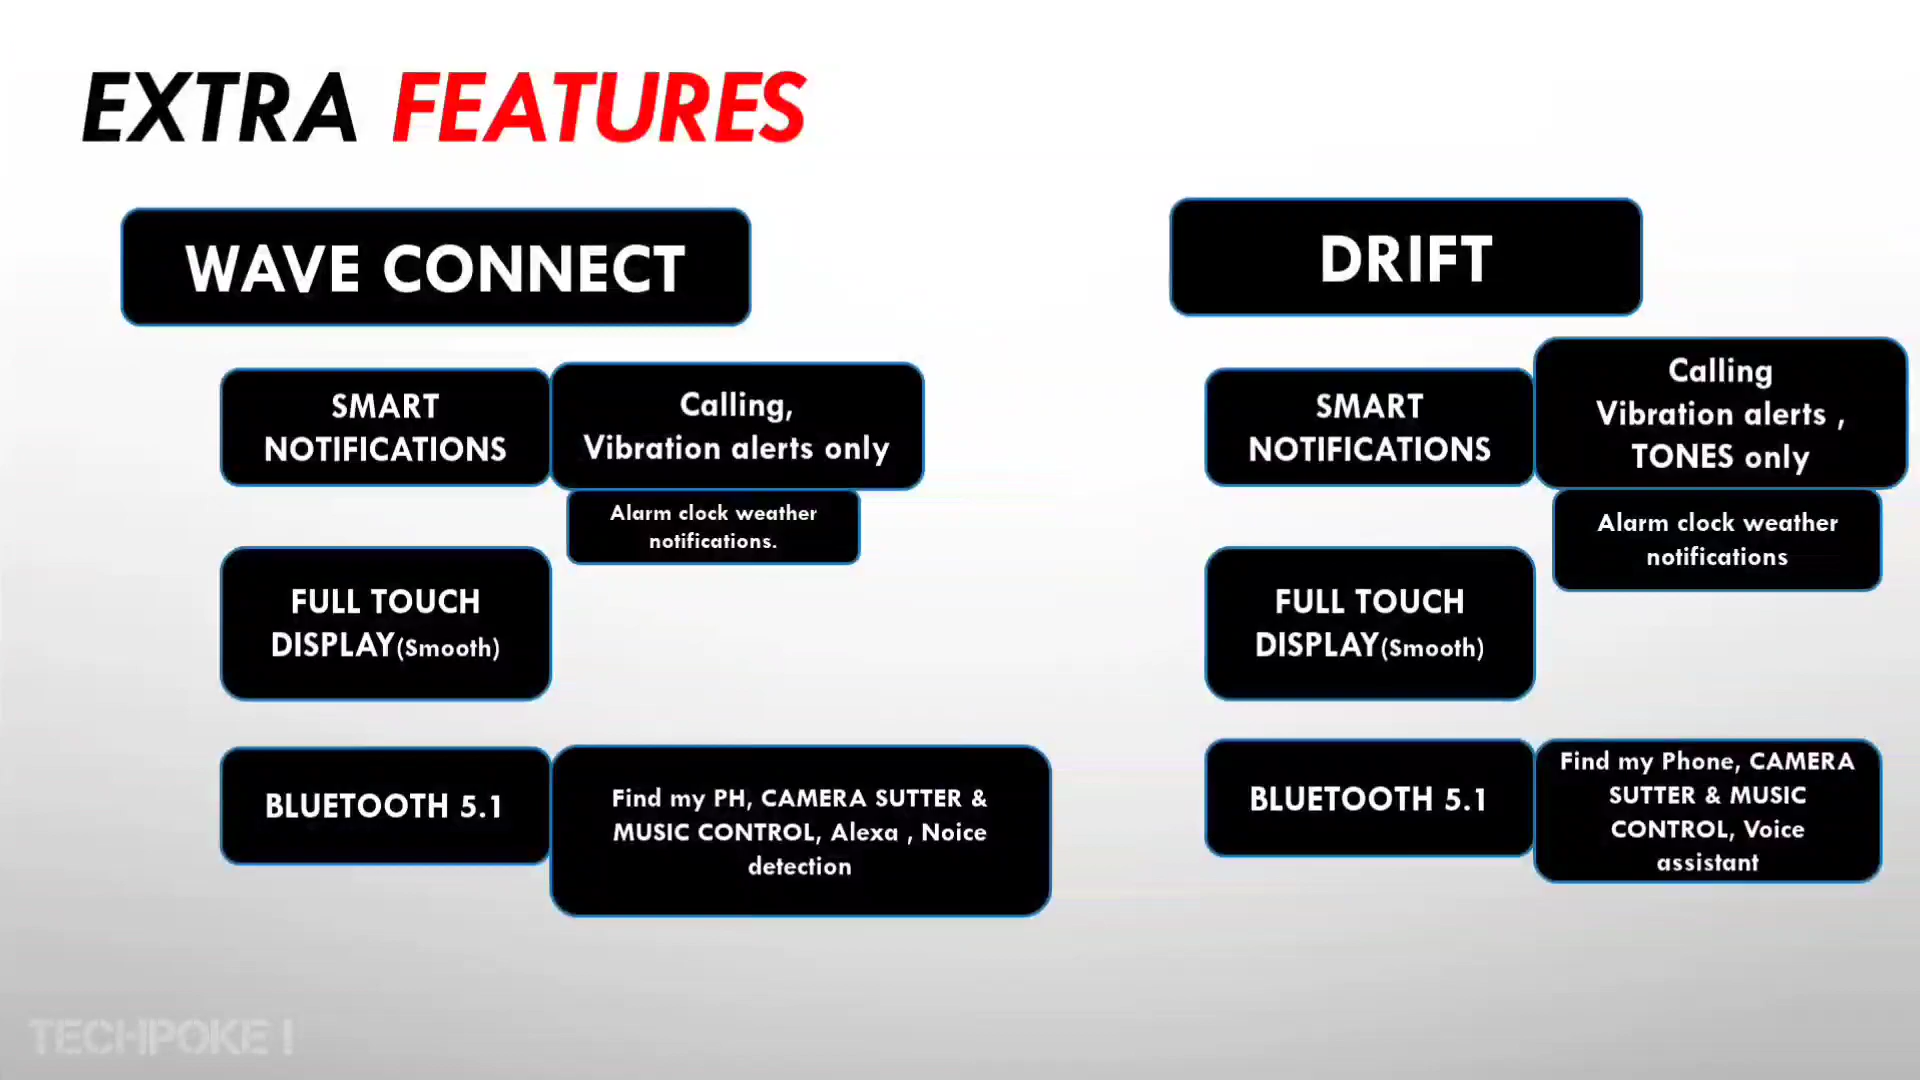 EXTRA FEATURES
WAVE CONNECT
SMART
NOTIFICATIONS
Calling,
Vibration alerts only
Alarm clock weather
notifications.
FULL TOUCH
DISPLAY(Smooth)
BLUETOOTH 5.1
Find my PH, CAMERA SUTTER &
MUSIC CONTROL, Alexa , Noice
detection
DRIFT
SMART
NOTIFICATIONS
Calling
Vibration alerts ,
TONES only
Alarm clock weather
notifications
FULL TOUCH
DISPLAY(Smooth)
BLUETOOTH 5.1
Find my Phone, CAMERA
SUTTER & MUSIC
CONTROL, Voice
assistant
TECHPOKE !